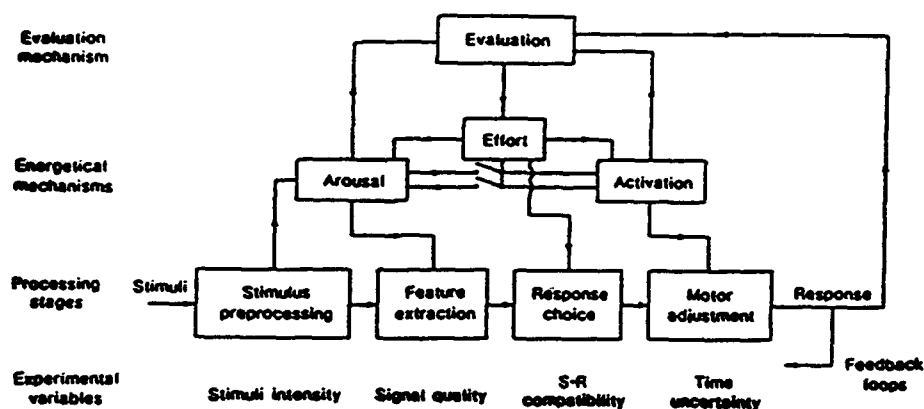 Evaluation
mechanism
Evaluation
Effort
Energetical
mechanisms
Arousal
Activation
Processing
stages
Stimuli
Stimulus
preprocessing
Feature
extraction
Response
choice
Motor
adjustment
Response
Feedback
loops
Experimental
variables
Stimuli intensity
Signal quality
S-R
compatibility
Time
uncertainty